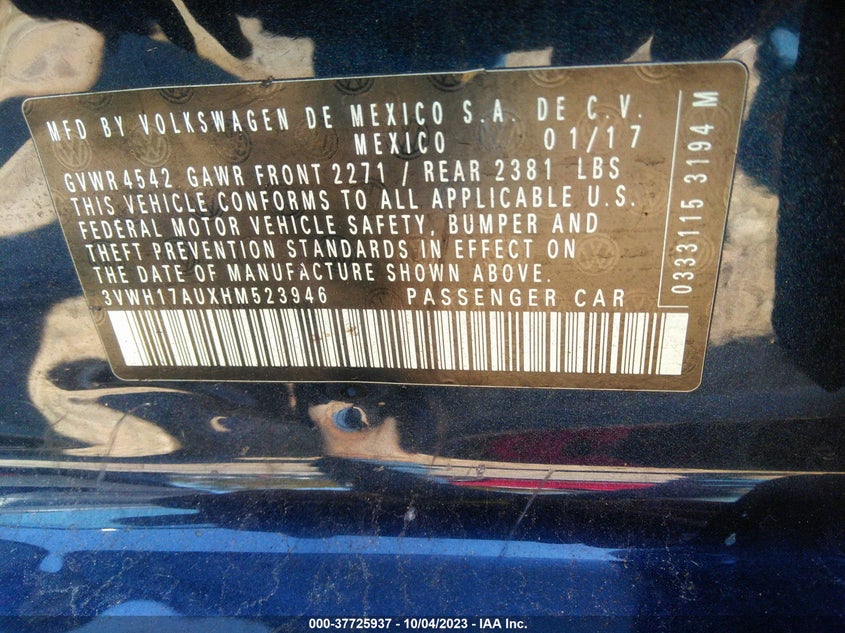 MFD BY VOLKSWAGEN DE MEXICO S.A. DE C.V.
MEXICO 01/17
GVWR 4542 GAWR FRONT 2271 / REAR 2381 LBS
THIS VEHICLE CONFORMS TO ALL APPLICABLE U.S.
FEDERAL MOTOR VEHICLE SAFETY, BUMPER AND
THEFT PREVENTION STANDARDS IN EFFECT ON
THE DATE OF MANUFACTURE SHOWN ABOVE.
3VWH17AUXHM523946 PASSENGER CAR
0333115 3194 M
000-37725937 - 10/04/2023 - IAA Inc.